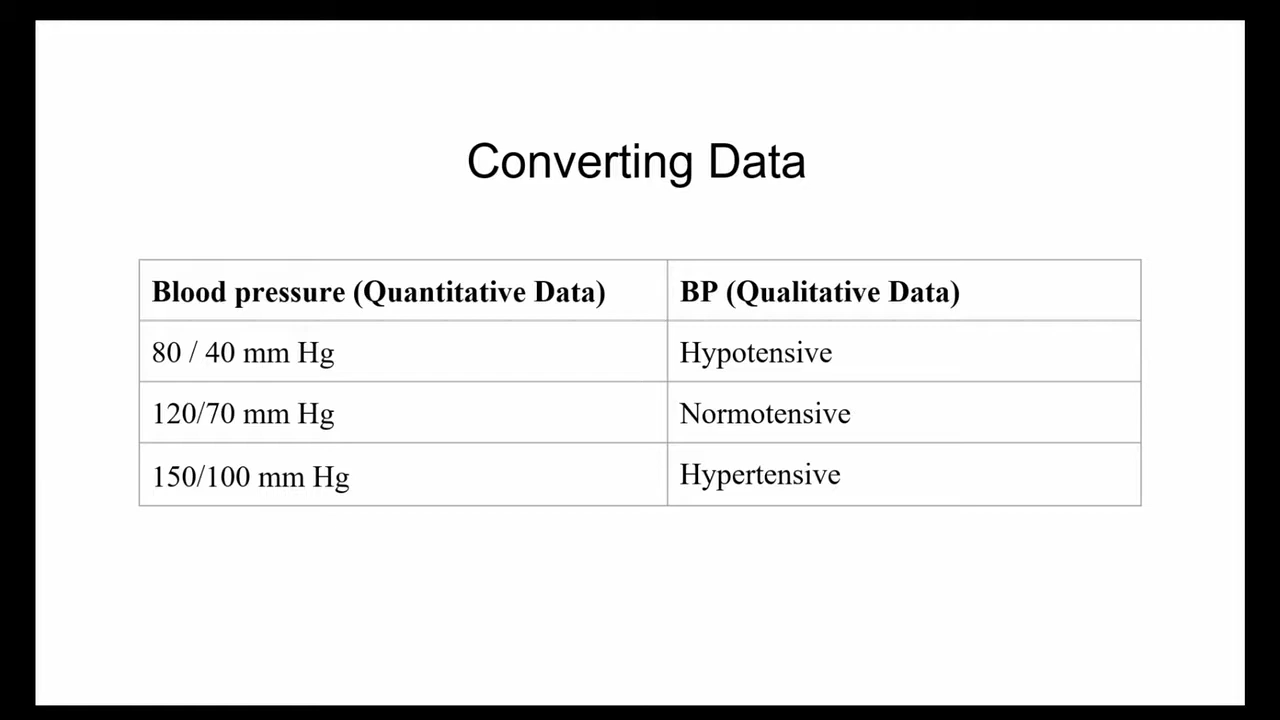 Converting Data
Blood pressure (Quantitative Data) BP (Qualitative Data)
80 / 40 mm Hg Hypotensive
120/70 mm Hg Normotensive
150/100 mm Hg Hypertensive